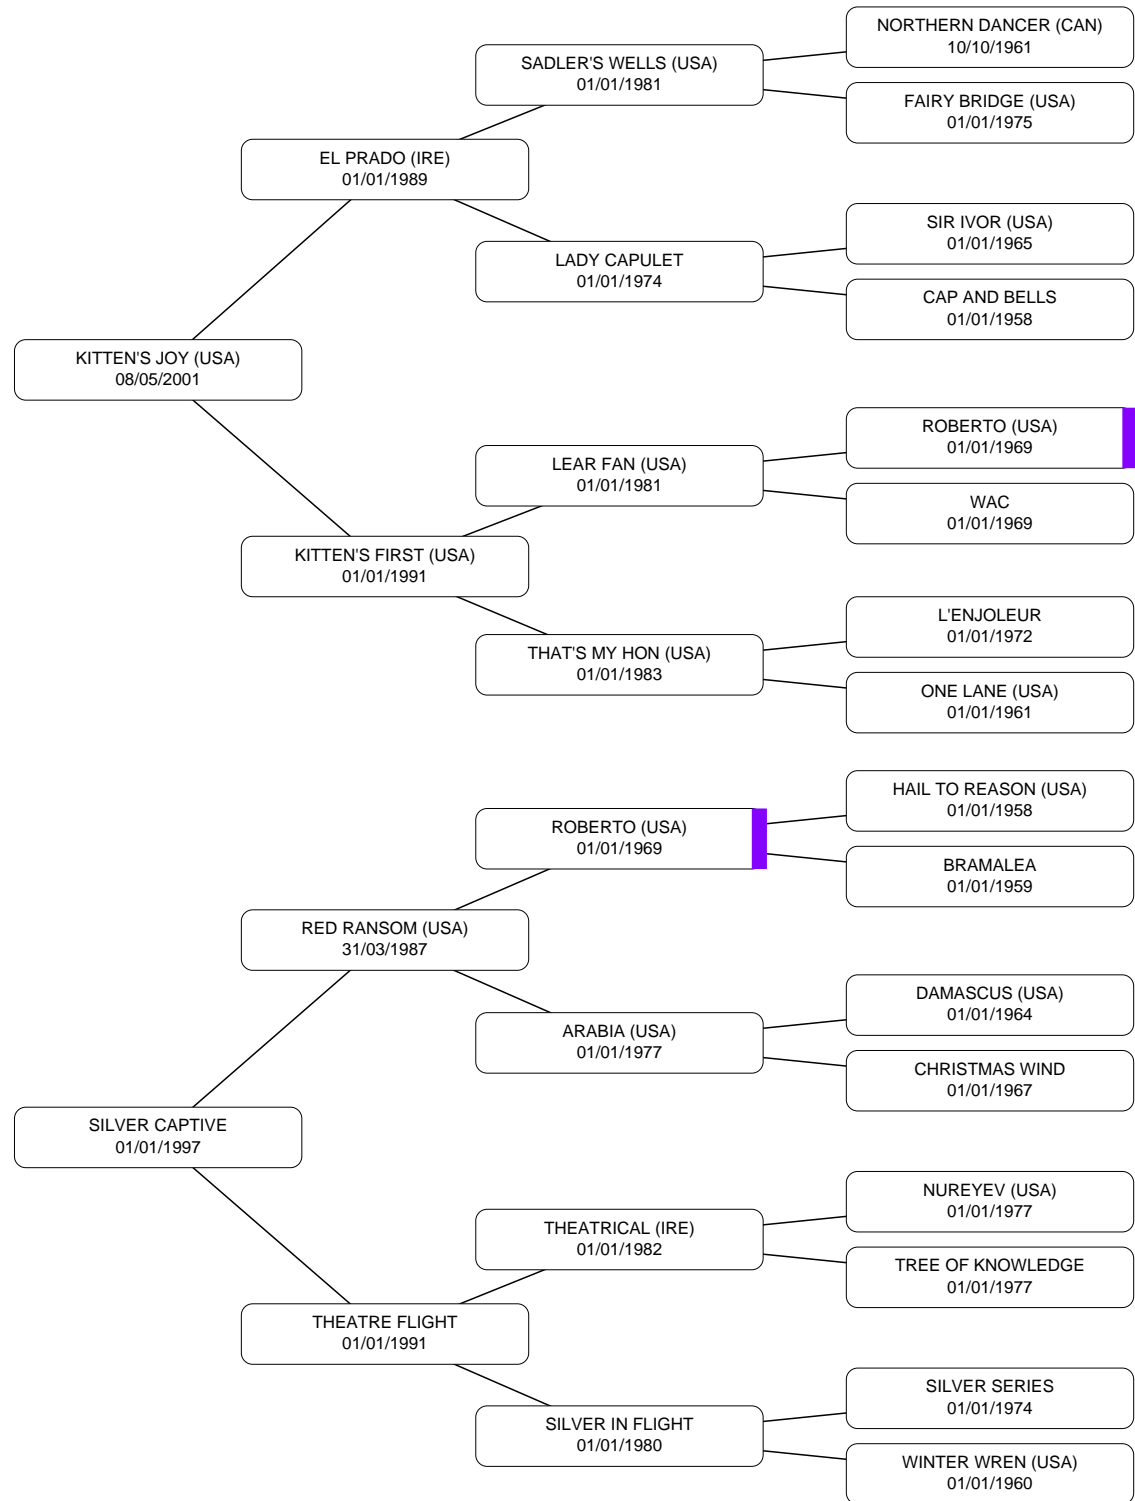 NORTHERN DANCER (CAN)
10/10/1961
SADLER'S WELLS (USA)
01/01/1981
FAIRY BRIDGE (USA)
01/01/1975
EL PRADO (IRE)
01/01/1989
SIR IVOR (USA)
01/01/1965
LADY CAPULET
01/01/1974
CAP AND BELLS
01/01/1958
KITTEN'S JOY (USA)
08/05/2001
ROBERTO (USA)
01/01/1969
LEAR FAN (USA)
01/01/1981
WAC
01/01/1969
KITTEN'S FIRST (USA)
01/01/1991
L'ENJOLEUR
01/01/1972
THAT'S MY HON (USA)
01/01/1983
ONE LANE (USA)
01/01/1961
HAIL TO REASON (USA)
01/01/1958
ROBERTO (USA)
01/01/1969
BRAMALEA
01/01/1959
RED RANSOM (USA)
31/03/1987
DAMASCUS (USA)
01/01/1964
ARABIA (USA)
01/01/1977
CHRISTMAS WIND
01/01/1967
SILVER CAPTIVE
01/01/1997
NUREYEV (USA)
01/01/1977
THEATRICAL (IRE)
01/01/1982
TREE OF KNOWLEDGE
01/01/1977
THEATRE FLIGHT
01/01/1991
SILVER SERIES
01/01/1974
SILVER IN FLIGHT
01/01/1980
WINTER WREN (USA)
01/01/1960